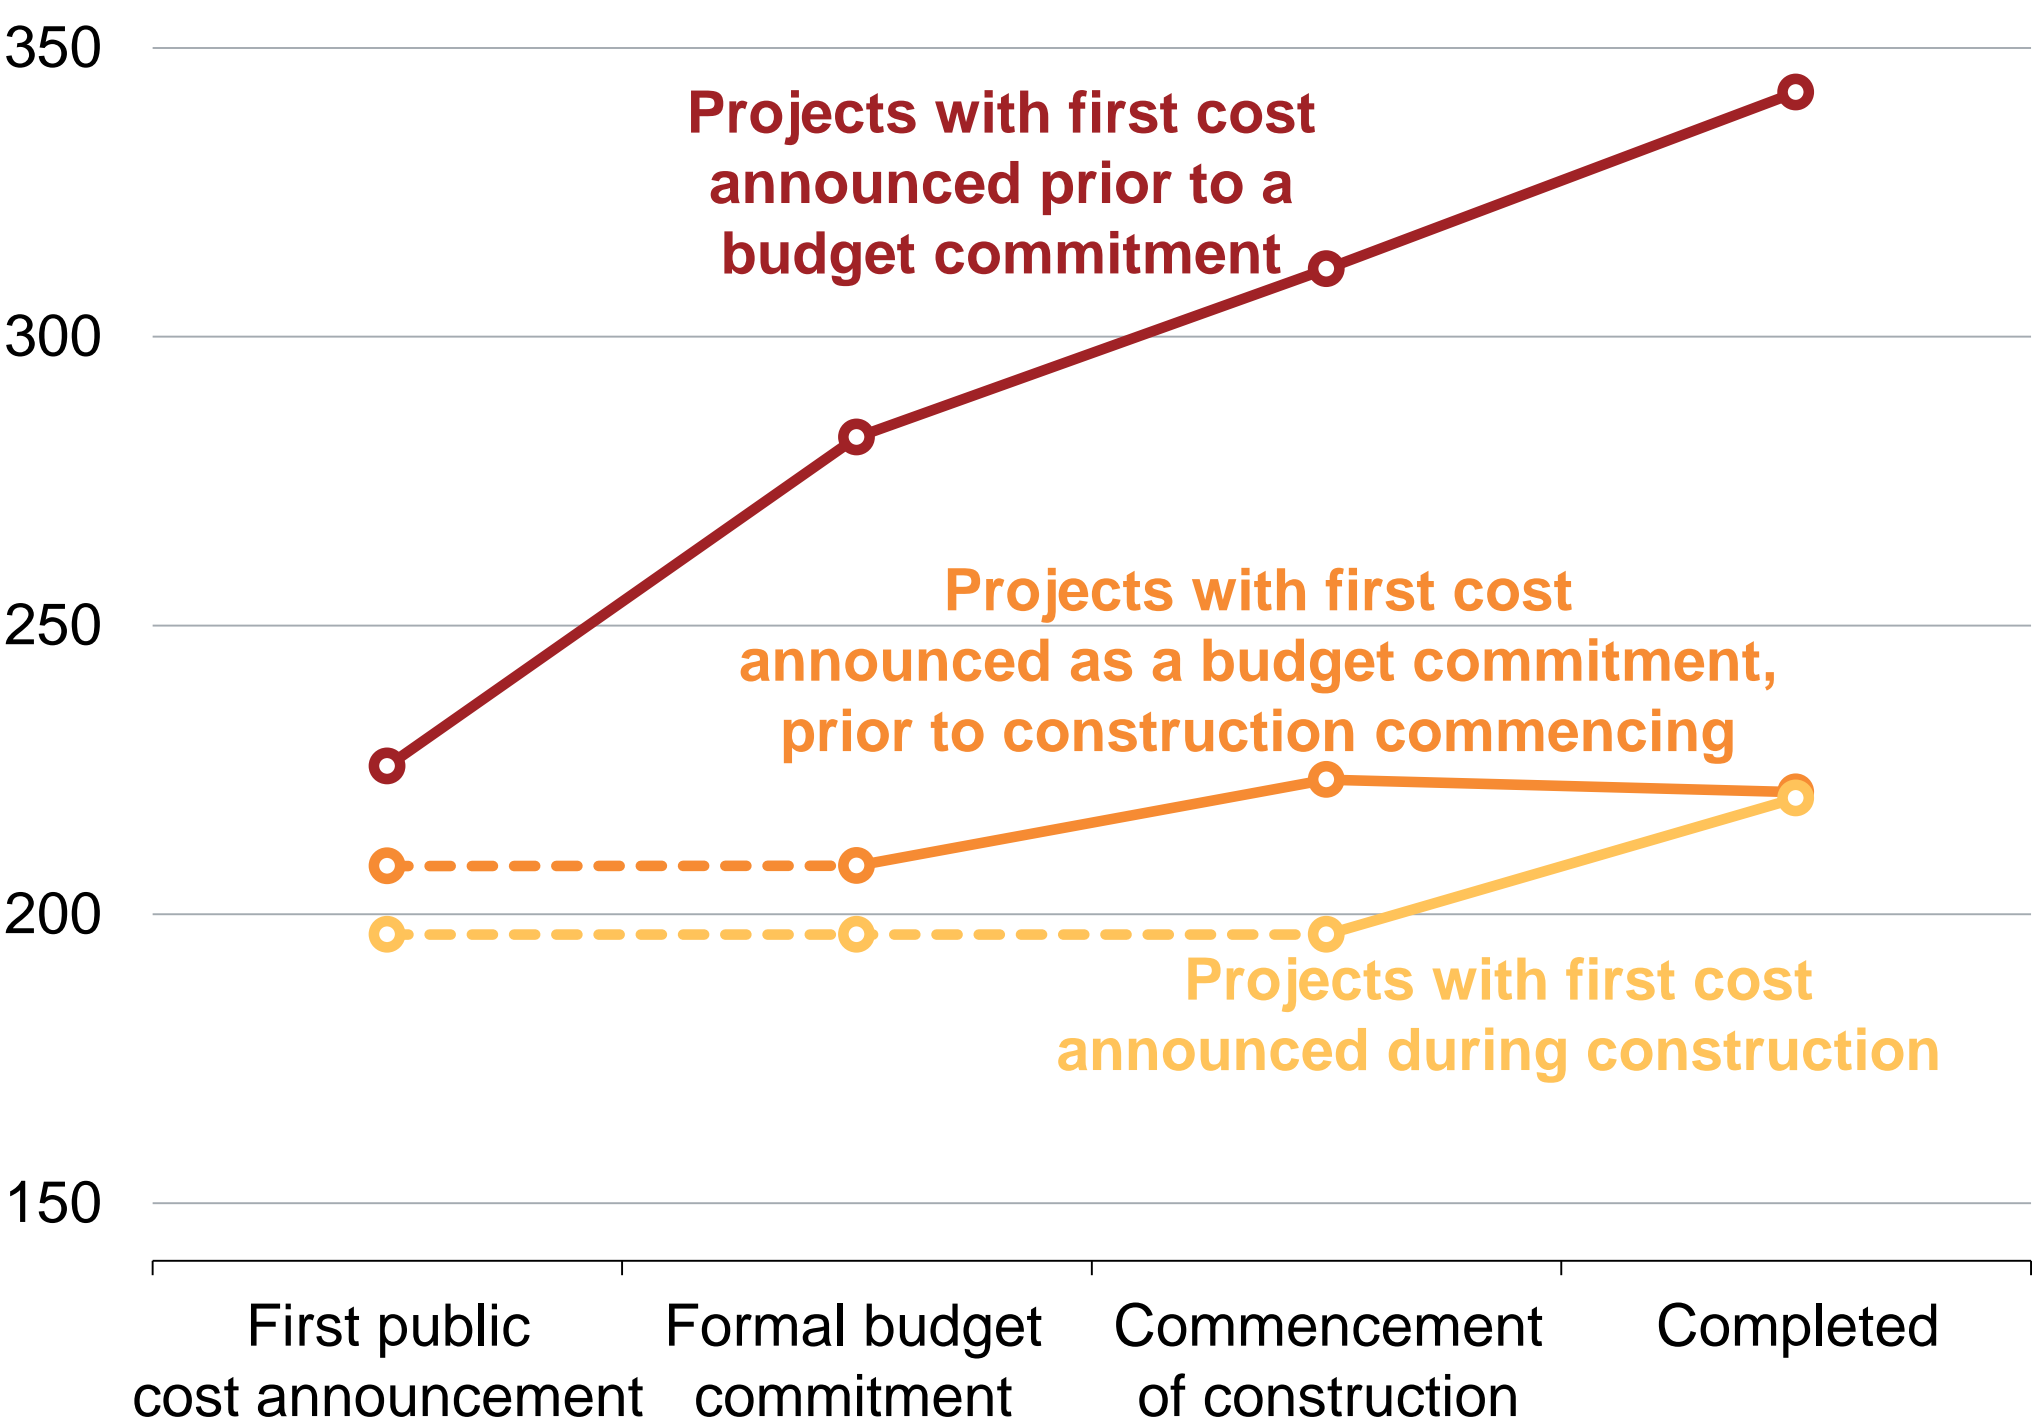 350
Projects with first cost
announced prior to a
budget commitment
300
Projects with first cost
250
announced as a budget commitment,
prior to construction commencing
200
Projects with first cost
announced during construction
150
First public
cost announcement
Formal budget
commitment
Commencement
of construction
Completed